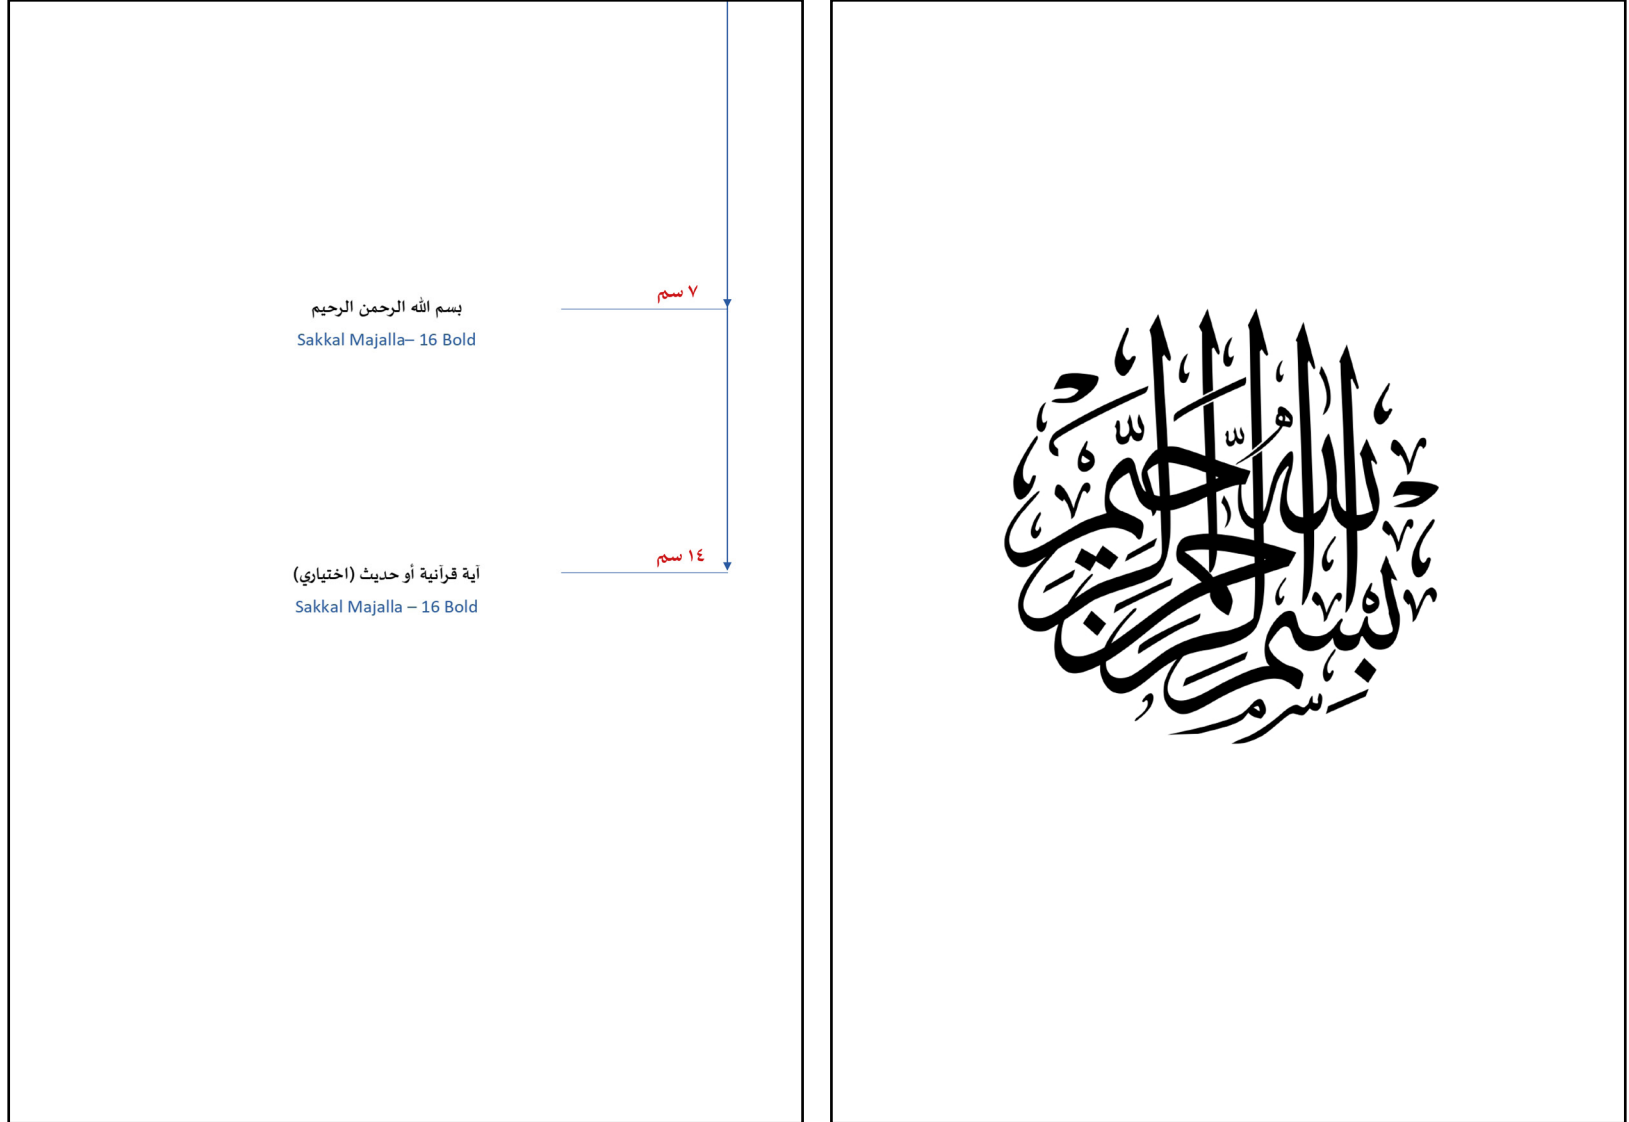 ٧ سم
بسم الله الرحمن الرحيم
Sakkal Majalla– 16 Bold
١٤ سم
آية قرآنية أو حديث (اختياري)
Sakkal Majalla – 16 Bold
بسم الله الرحمن الرحيم